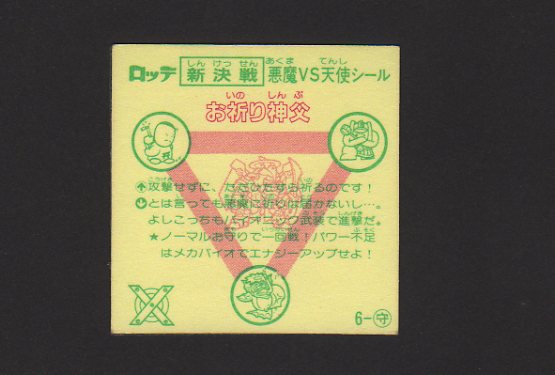 ロッテ 新決戦 悪魔VS天使シール
しん けっ せん あくま てんし
お祈り神父
いの しん ぷ
⬆攻撃せずに、ただひたすら祈るのです!
⬇とは言っても悪魔に祈りは届かないし…。
よしこっちもバイオニック武装で進撃だ。
★ノーマルお守りで一回戦!パワー不足
はメカバイオでエナジーアップせよ!
6-守